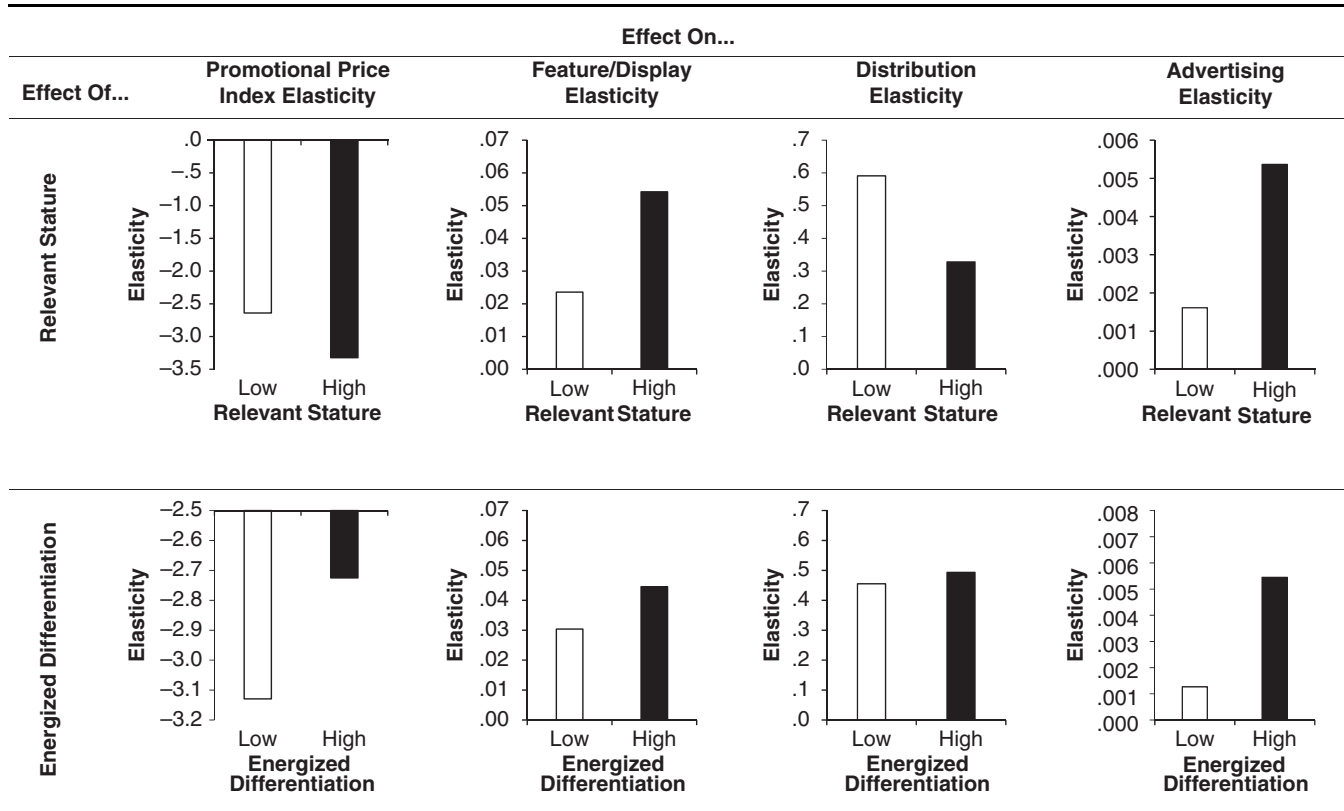 Effect On...
Effect Of...
Promotional Price
Index Elasticity
Feature/Display
Elasticity
Distribution
Elasticity
Advertising
Elasticity
Relevant Stature
Elasticity
.0
–.5
–1.0
–1.5
–2.0
–2.5
–3.0
–3.5
Low High
Relevant Stature
Elasticity
.07
.06
.05
.04
.03
.02
.01
.00
Low High
Relevant Stature
Elasticity
.7
.6
.5
.4
.3
.2
.1
.0
Low High
Relevant Stature
Elasticity
.006
.005
.004
.003
.002
.001
.000
Low High
Relevant Stature
Energized Differentiation
Elasticity
–2.5
–2.6
–2.7
–2.8
–2.9
–3.0
–3.1
–3.2
Low High
Energized
Differentiation
Elasticity
.07
.06
.05
.04
.03
.02
.01
.00
Low High
Energized
Differentiation
Elasticity
.7
.6
.5
.4
.3
.2
.1
.0
Low High
Energized
Differentiation
Elasticity
.008
.007
.006
.005
.004
.003
.002
.001
.000
Low High
Energized
Differentiation